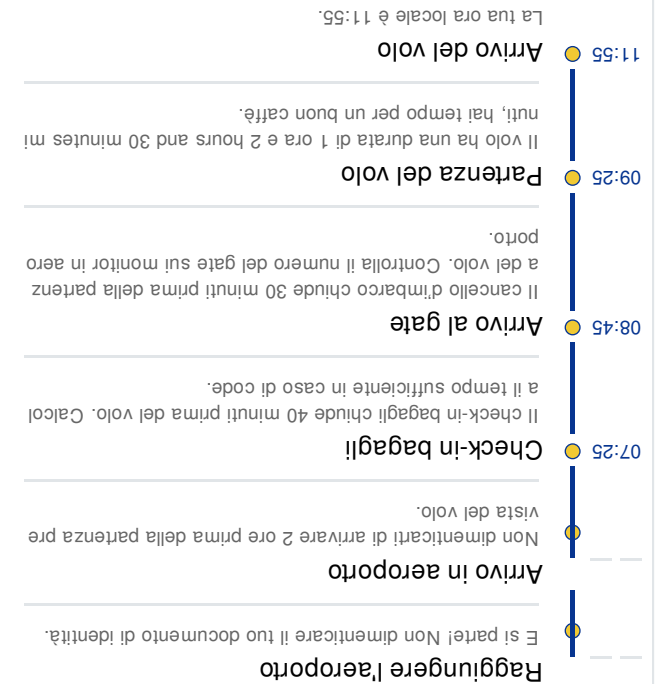 Raggiungere l'aeroporto
E si parte! Non dimenticare il tuo documento di identità.
Arrivo in aeroporto
Non dimenticarti di arrivare 2 ore prima della partenza pre
vista del volo.
07:25 Check-in bagagli
Il check-in bagagli chiude 40 minuti prima del volo. Calcol
a il tempo sufficiente in caso di code.
08:45 Arrivo al gate
Il cancello d'imbarco chiude 30 minuti prima della partenz
a del volo. Controlla il numero del gate sui monitor in aero
porto.
09:25 Partenza del volo
Il volo ha una durata di 1 ora e 2 hours and 30 minutes mi
nuti, hai tempo per un buon caffè.
11:55 Arrivo del volo
La tua ora locale è 11:55.